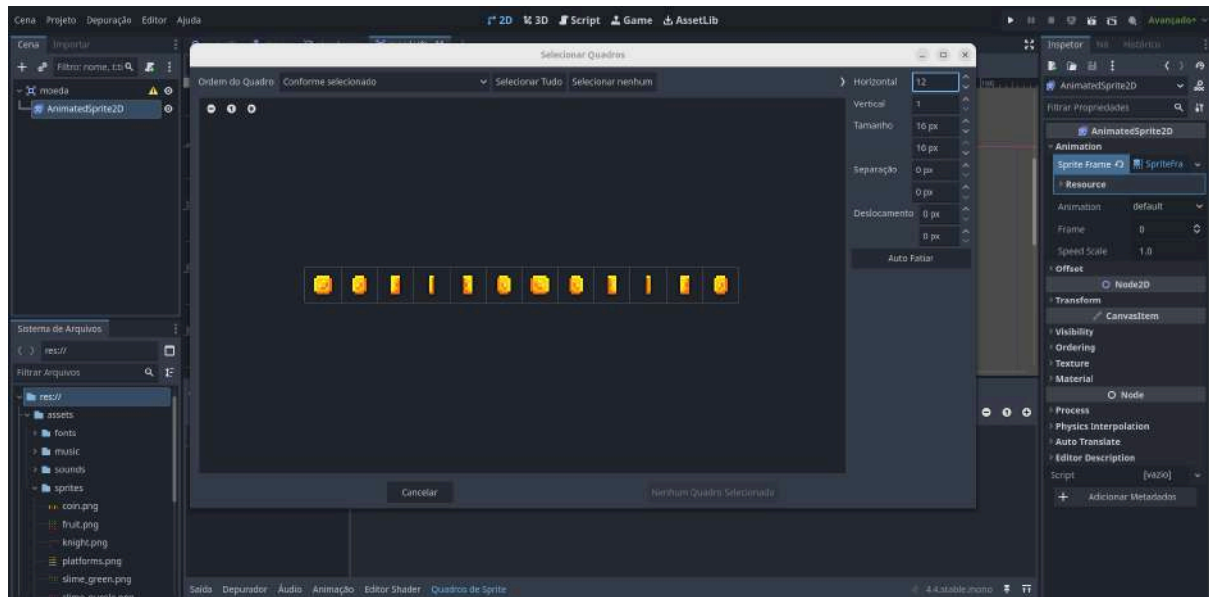 Cena Projeto Depuração Editor Ajuda
2D 3D Script Game AssetLib
Avançado+
Cena Importar
Filtro: nome, t:ti
moeda
AnimatedSprite2D
Sistema de Arquivos
res://
Filtrar Arquivos
res://
assets
fonts
music
sounds
sprites
coin.png
fruit.png
knight.png
platforms.png
slime_green.png
slime_purple.png
Selecionar Quadros
Ordem do Quadro Conforme selecionado Selecionar Tudo Selecionar nenhum
Horizontal 12
Vertical 1
Tamanho 16 px
16 px
Separação 0 px
0 px
Deslocamento 0 px
0 px
Auto Fatiar
Cancelar Nenhum Quadro Selecionado
Saída Depurador Áudio Animação Editor Shader Quadros de Sprite
4.4.stable.mono
Inspetor Nó Histórico
AnimatedSprite2D
Filtrar Propriedades
AnimatedSprite2D
Animation
Sprite Frame SpriteFra
Resource
Animation default
Frame 0
Speed Scale 1.0
Offset
Node2D
Transform
CanvasItem
Visibility
Ordering
Texture
Material
Node
Process
Physics Interpolation
Auto Translate
Editor Description
Script [vazio]
Adicionar Metadados